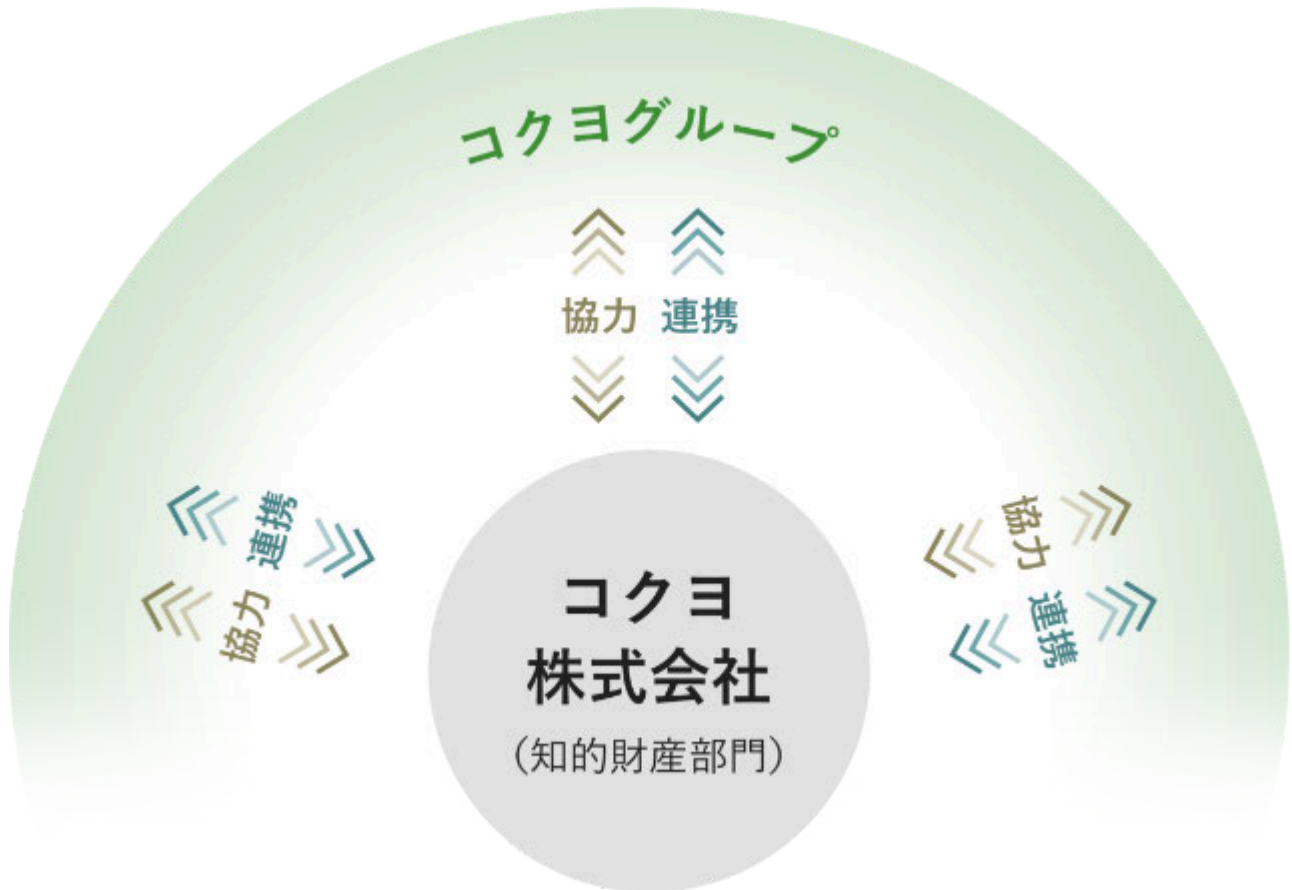 コクヨグループ
協力 連携
連携
協力
協力
連携
コクヨ
株式会社
（知的財産部門）